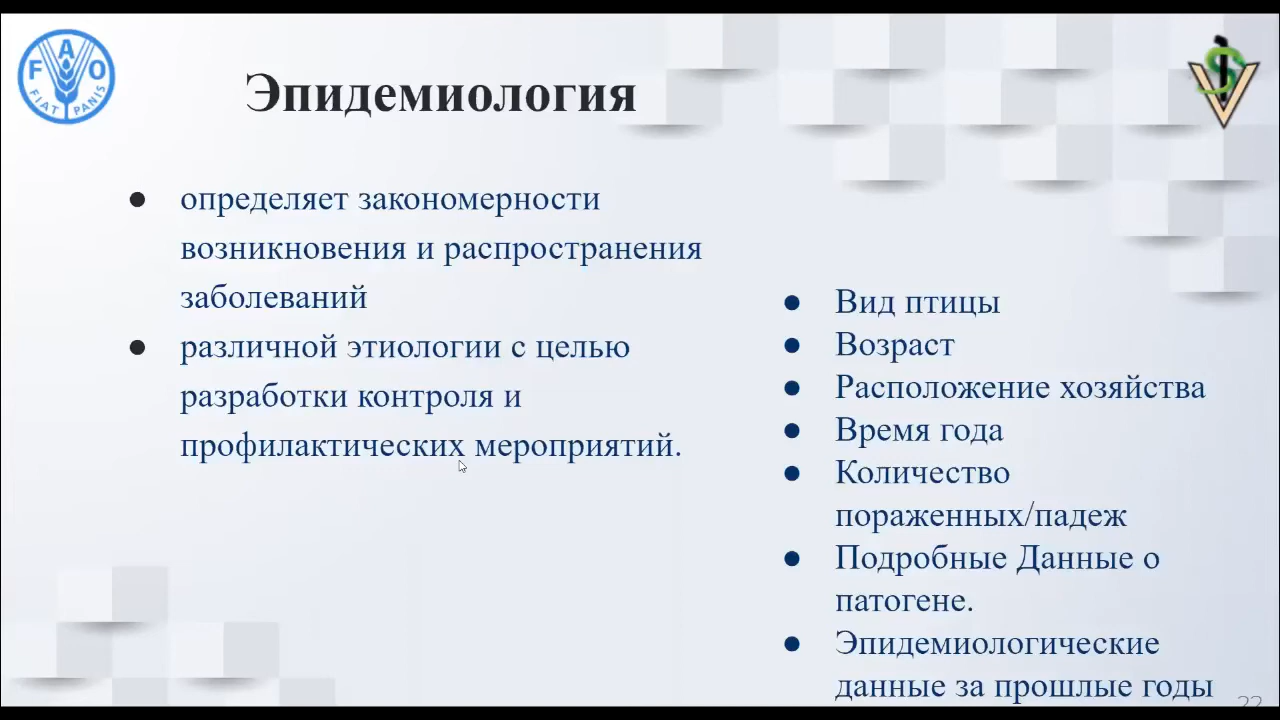 F A O
FIAT PANIS
Эпидемиология
определяет закономерности
возникновения и распространения
заболеваний
различной этиологии с целью
разработки контроля и
профилактических мероприятий.
Вид птицы
Возраст
Расположение хозяйства
Время года
Количество
пораженных/падеж
Подробные Данные о
патогене.
Эпидемиологические
данные за прошлые годы
22